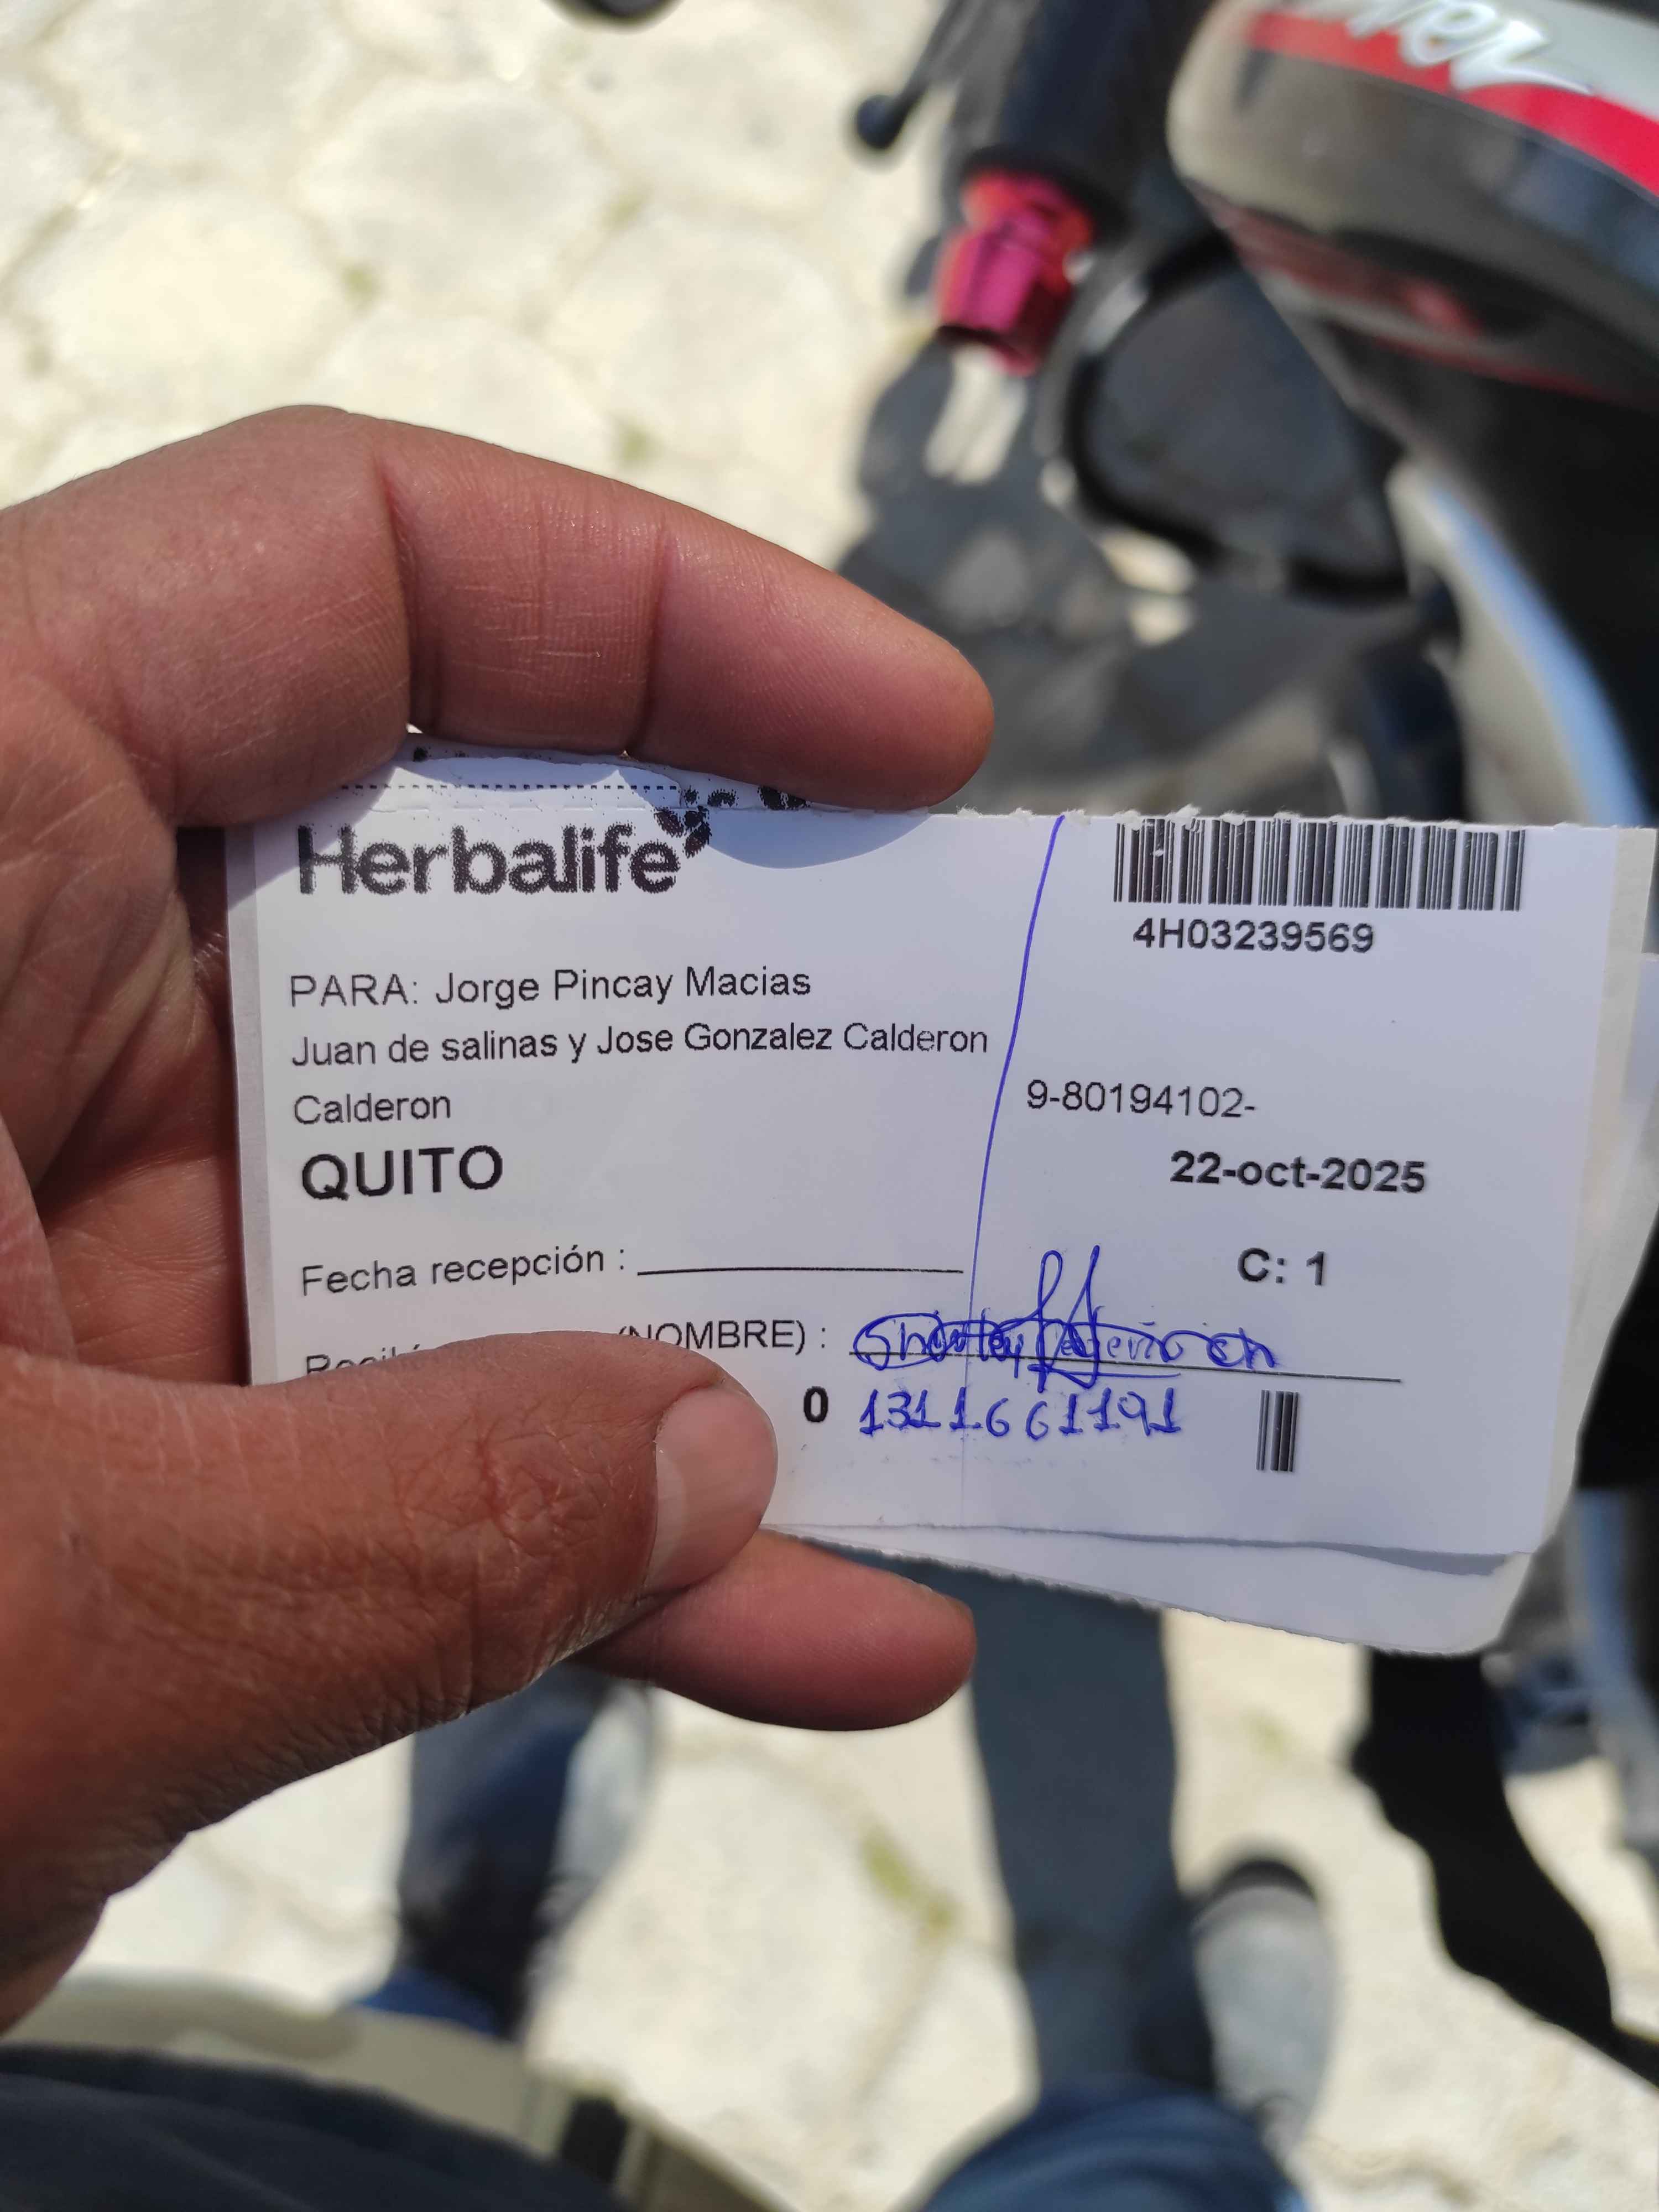 Herbalife
4H03239569
PARA: Jorge Pincay Macias
Juan de salinas y Jose Gonzalez Calderon
Calderon
9-80194102-
QUITO
22-oct-2025
Fecha recepción :
C: 1
(NOMBRE) :
0 1311661191